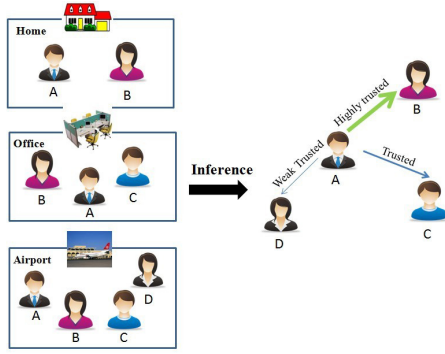 Home
A
B
Office
B
A
C
Airport
A
B
C
D
Inference
Highly trusted
B
Weak Trusted
A
Trusted
D
C